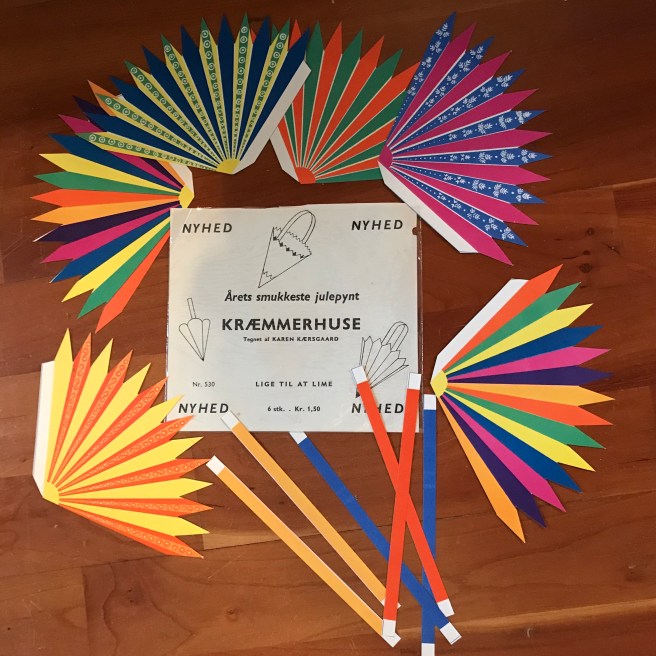 NYHED NYHED
Årets smukkeste julepynt
KRÆMMERHUSE
Tegnet af KAREN KÆRSGAARD
Nr. 530 LIGE TIL AT LIME
NYHED 6 stk. . Kr. 1,50 NYHED